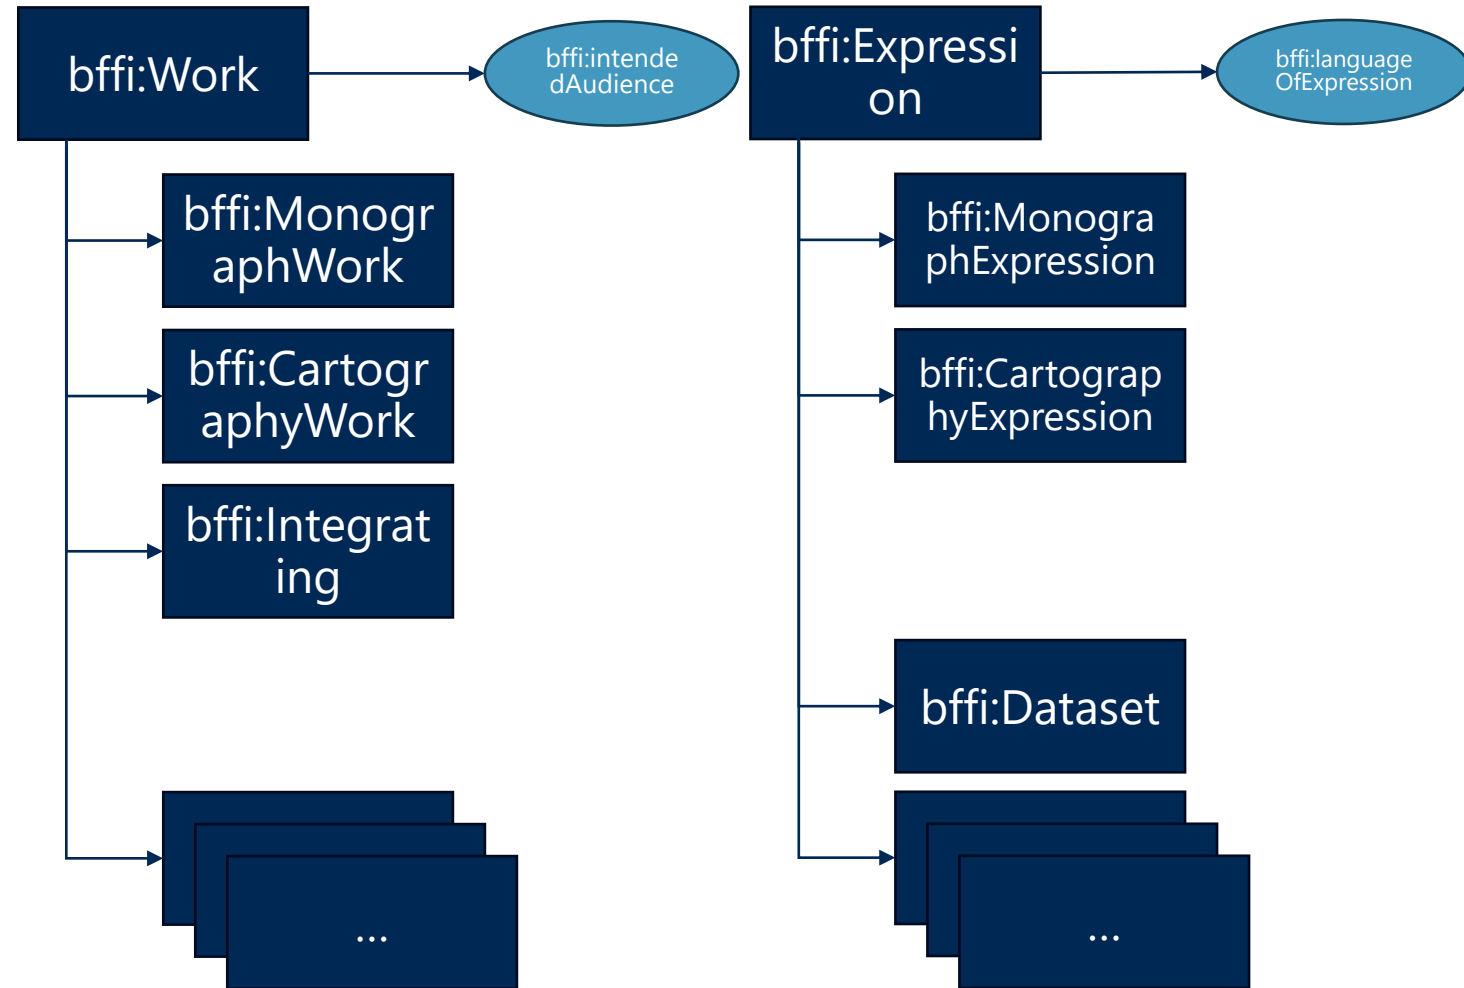 bffi:Work
bffi:intende
dAudience
bffi:Monogr
aphWork
bffi:Cartogr
aphyWork
bffi:Integrat
ing
...
bffi:Expressi
on
bffi:language
OfExpression
bffi:Monogra
phExpression
bffi:Cartograp
hyExpression
bffi:Dataset
...